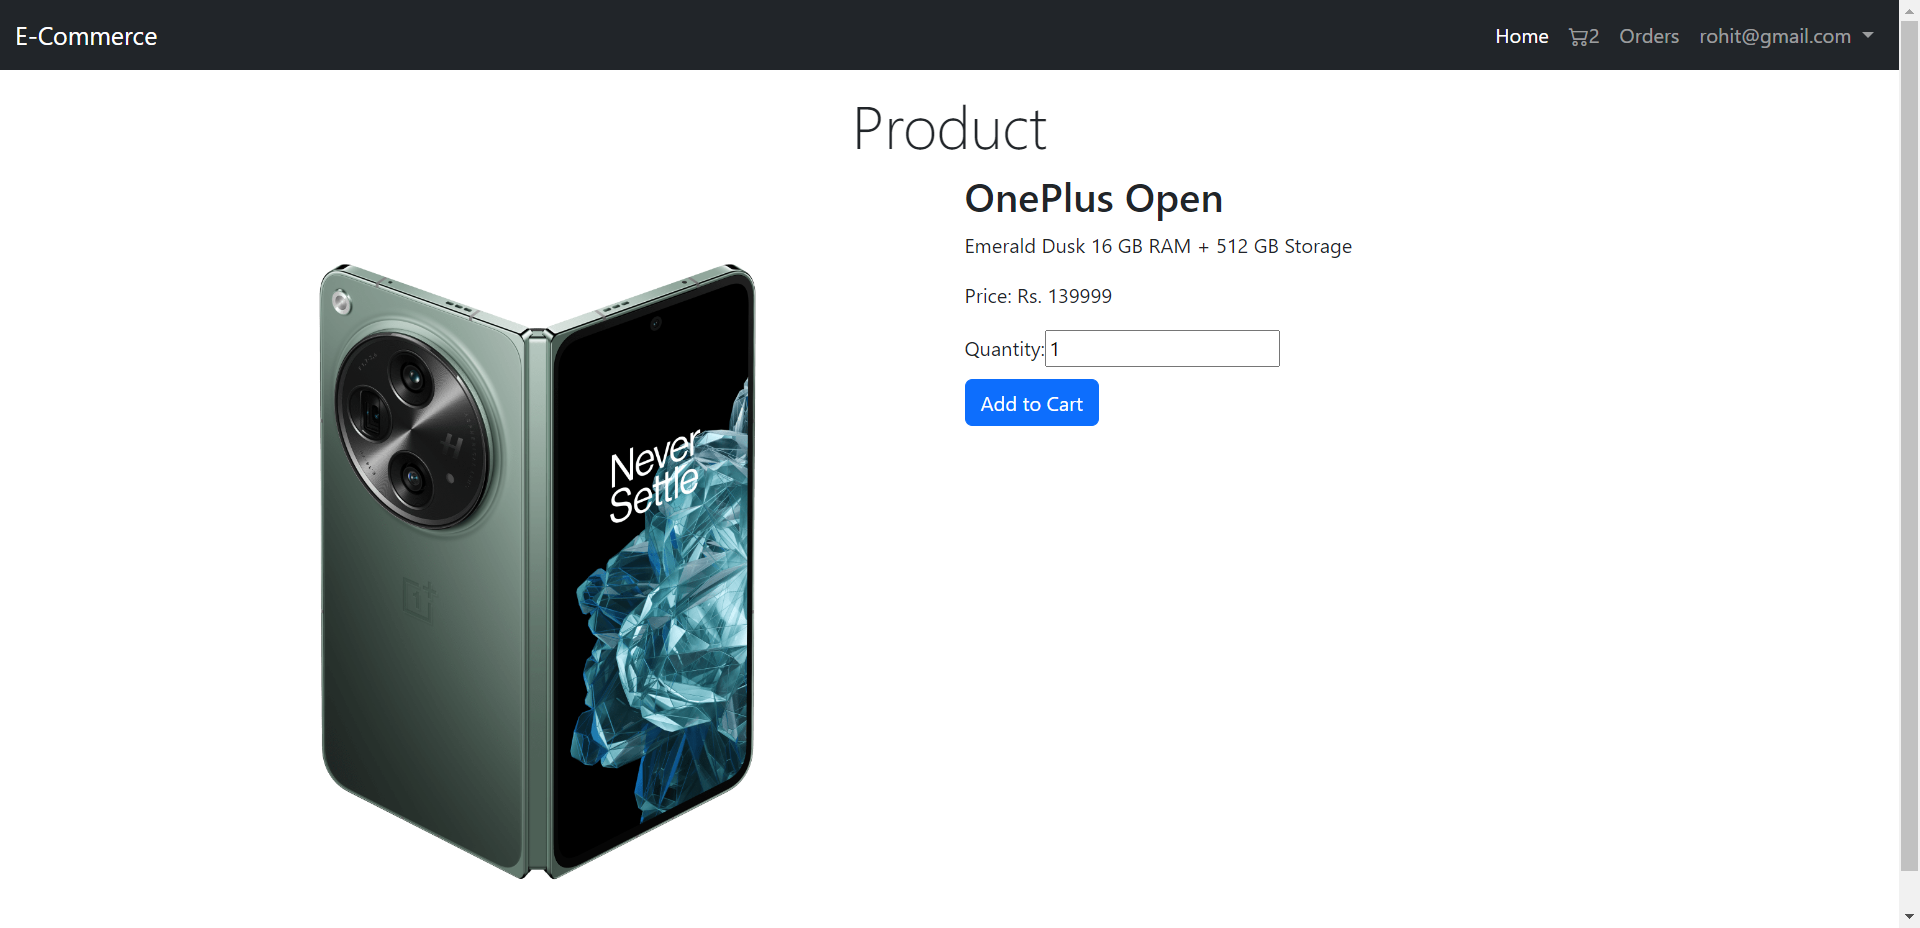 E-Commerce
Home 2 Orders rohit@gmail.com
Product
OnePlus Open
Emerald Dusk 16 GB RAM + 512 GB Storage
Price: Rs. 139999
Quantity: 1
Add to Cart
Never
Settle